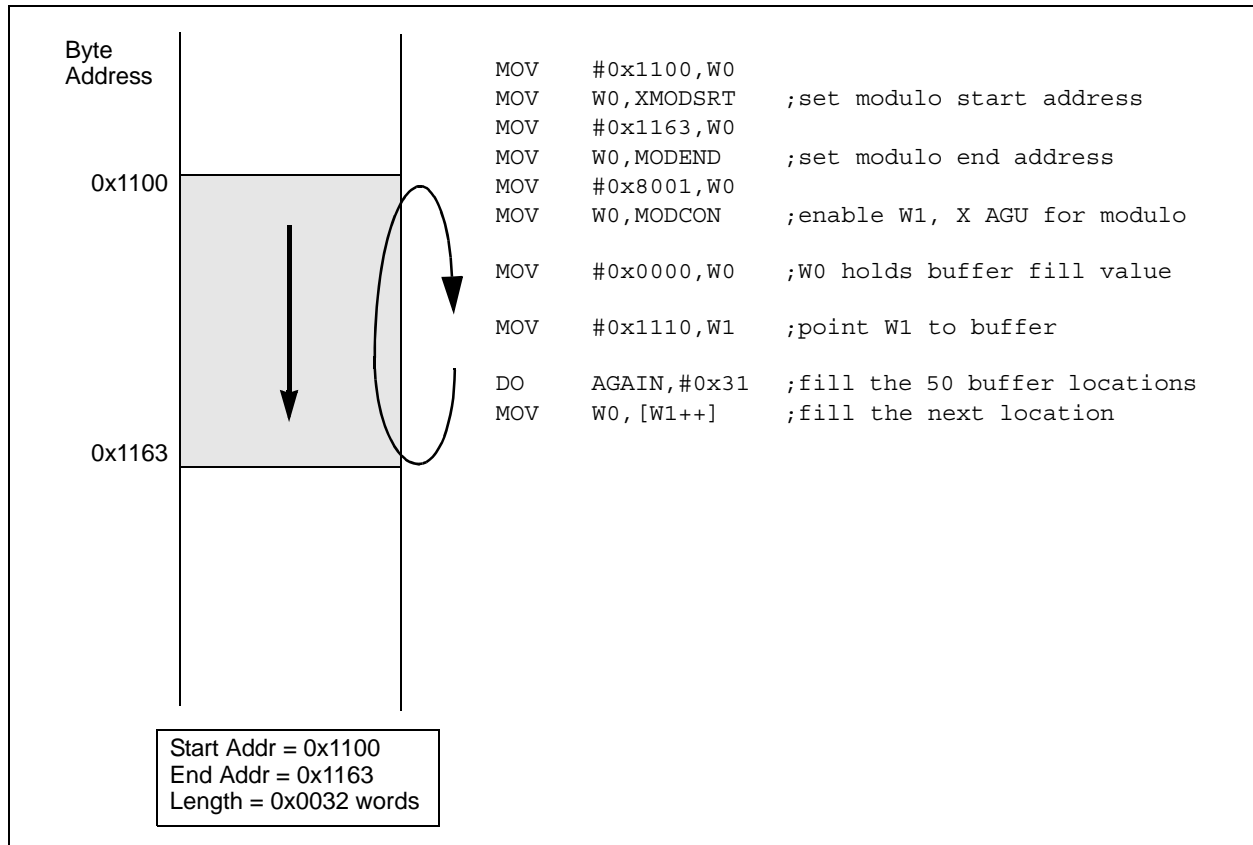 Byte
Address
0x1100
0x1163
MOV #0x1100,W0
MOV W0,XMODSRT ;set modulo start address
MOV #0x1163,W0
MOV W0,MODEND ;set modulo end address
MOV #0x8001,W0
MOV W0,MODCON ;enable W1, X AGU for modulo
MOV #0x0000,W0 ;W0 holds buffer fill value
MOV #0x1110,W1 ;point W1 to buffer
DO AGAIN,#0x31 ;fill the 50 buffer locations
MOV W0,[W1++] ;fill the next location
Start Addr = 0x1100
End Addr = 0x1163
Length = 0x0032 words